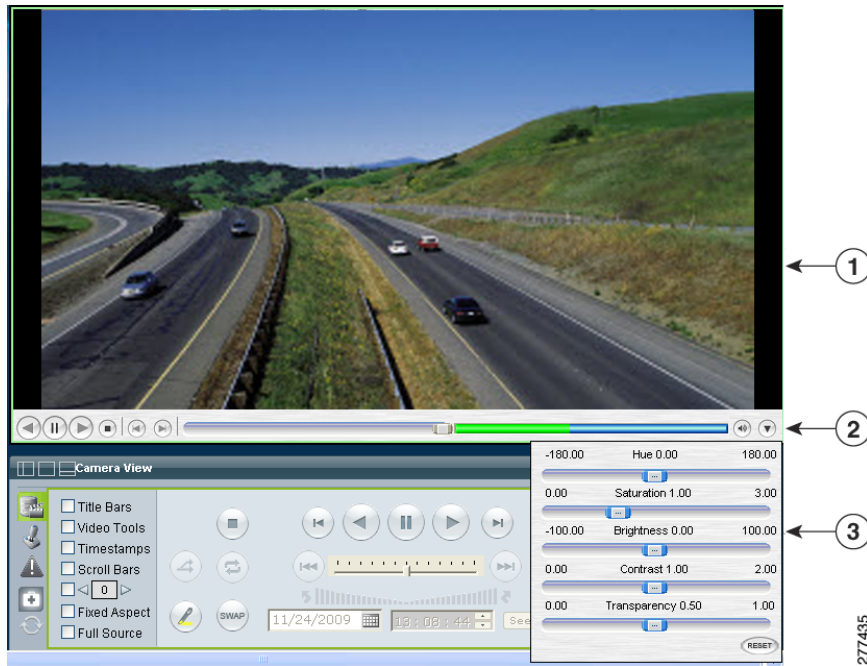 1
2
-180.00 Hue 0.00 180.00
0.00 Saturation 1.00 3.00
-100.00 Brightness 0.00 100.00
0.00 Contrast 1.00 2.00
0.00 Transparency 0.50 1.00
RESET
3
Camera View
Title Bars
Video Tools
Timestamps
Scroll Bars
0
Fixed Aspect
Full Source
SWAP
11/24/2009
13:03:44
See
277435